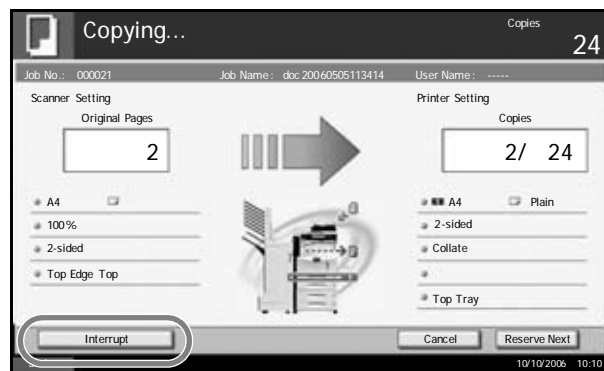 Copying...
Copies
24
Job No.: 000021 Job Name: doc20060505113414 User Name: -----
Scanner Setting
Printer Setting
Original Pages
Copies
2
2/ 24
A4
A4 Plain
100%
2-sided
2-sided
Collate
Top Edge Top
Top Tray
Interrupt
Cancel
Reserve Next
10/10/2006 10:10